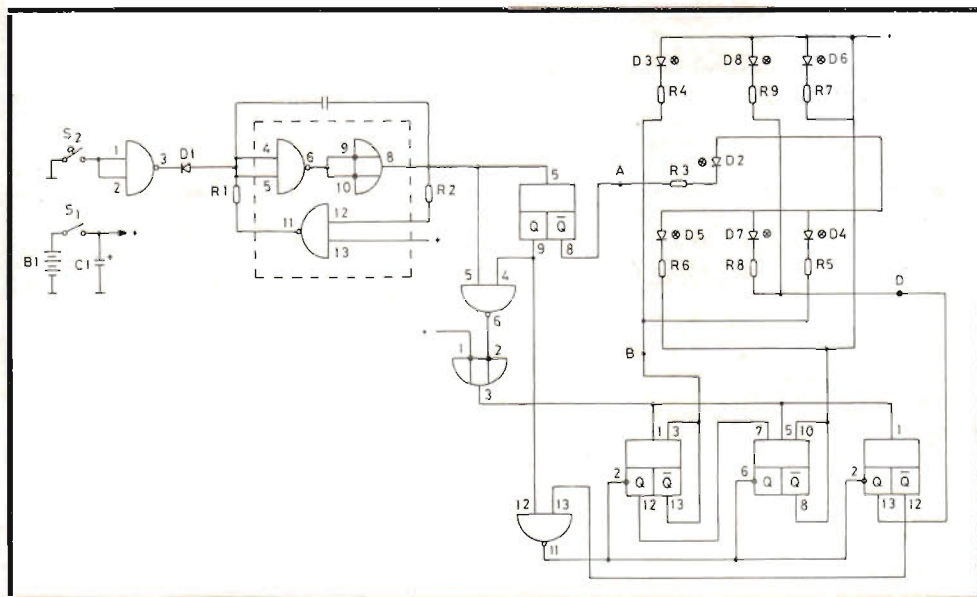 D3 ⊗ D8 ⊗ ⊗ D6 +
R4 R9 R7
S2 1 2 3 D1
4 5 6 9 10 8
R1 R2
11 12 13 +
A R3 ⊗ D2
5
Q Q̄
9 8
S1 +
B1 C1 +
⊗ D5 D7 ⊗ ⊗ D4
R6 R8 R5
D
5 4
6
+ 1 2
3
B
1 3 7 5 10 1
2 Q Q̄ 6 Q Q̄ 2 Q Q̄
12 13 8 13 12
12 13
11